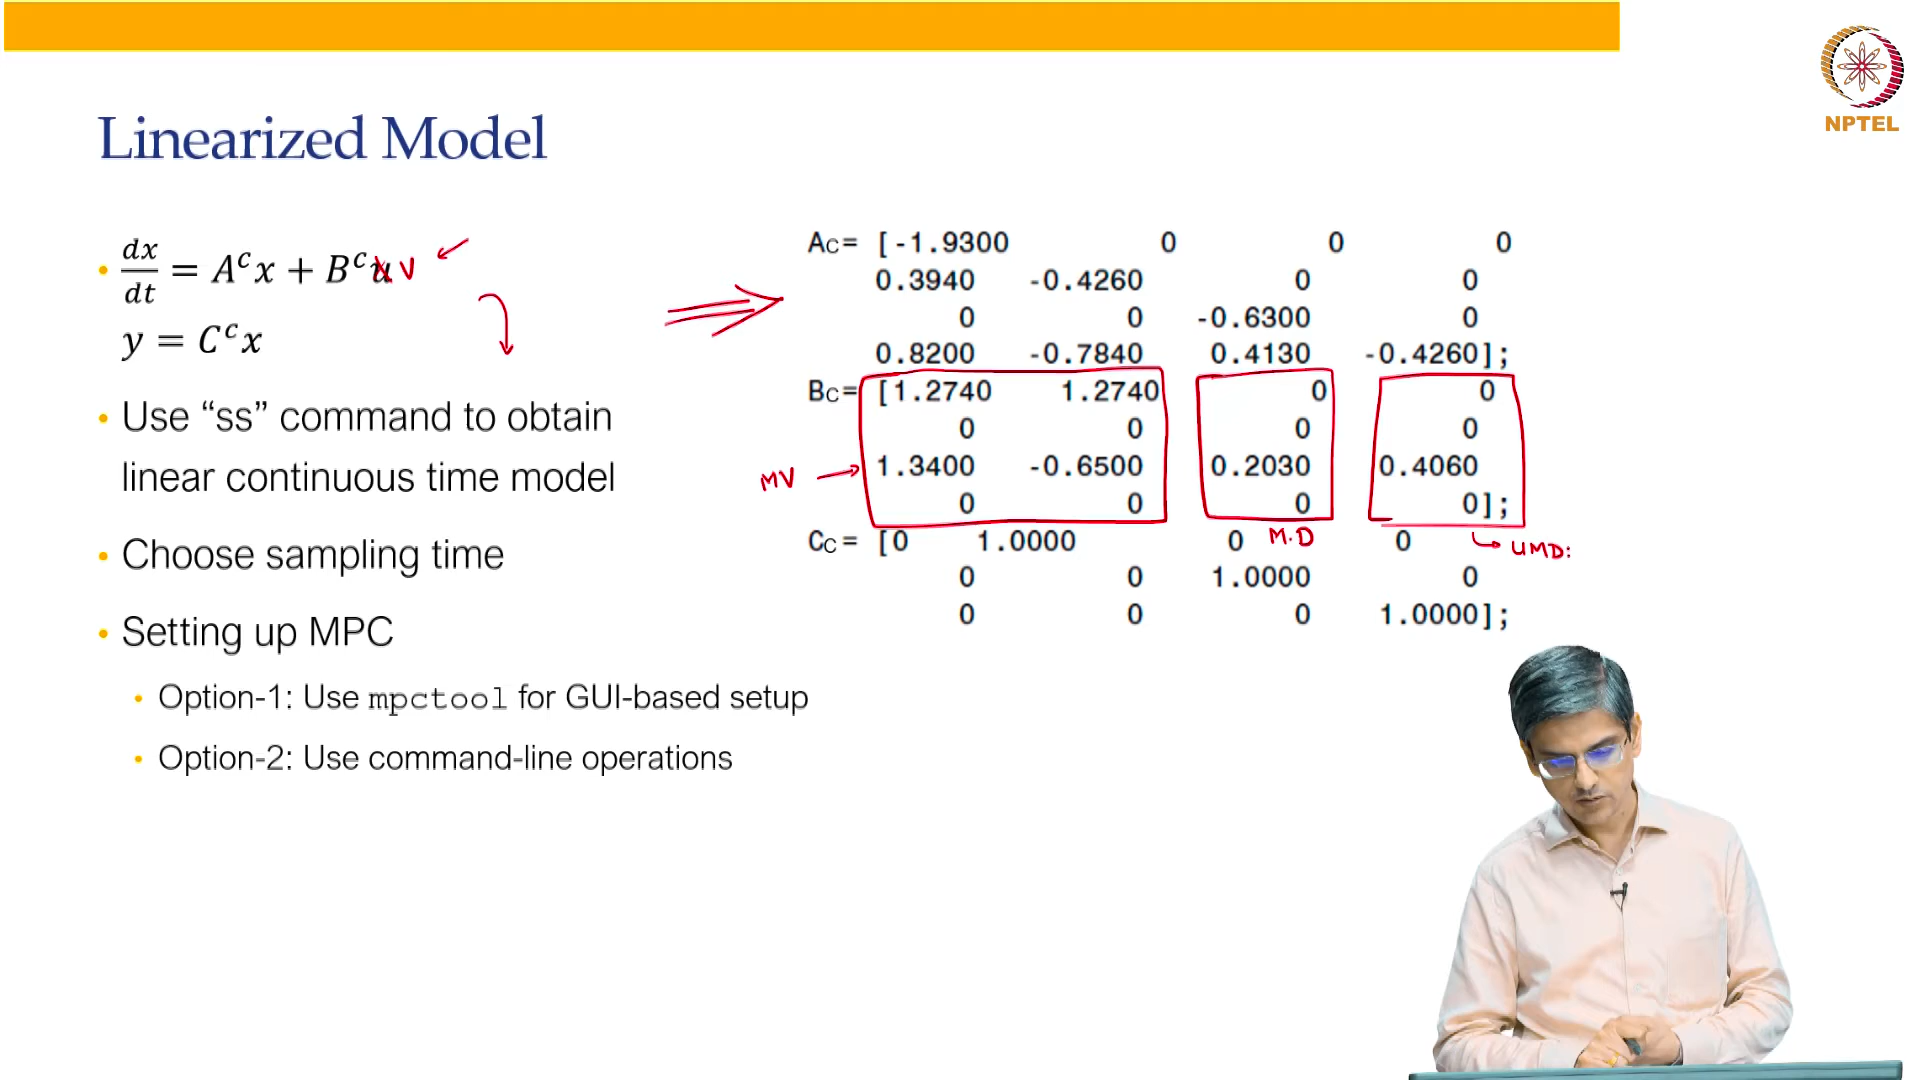 NPTEL
Linearized Model
• dx/dt = Aᶜx + Bᶜu V
y = Cᶜx
• Use “ss” command to obtain
linear continuous time model
• Choose sampling time
• Setting up MPC
• Option-1: Use mpctool for GUI-based setup
• Option-2: Use command-line operations
Ac= [-1.9300 0 0 0
0.3940 -0.4260 0 0
0 0 -0.6300 0
0.8200 -0.7840 0.4130 -0.4260];
Bc= [1.2740 1.2740 0 0
0 0 0 0
MV 1.3400 -0.6500 0.2030 0.4060
0 0 0 0];
Cc= [0 1.0000 0 0
M.D UMD:
0 0 1.0000 0
0 0 0 1.0000];